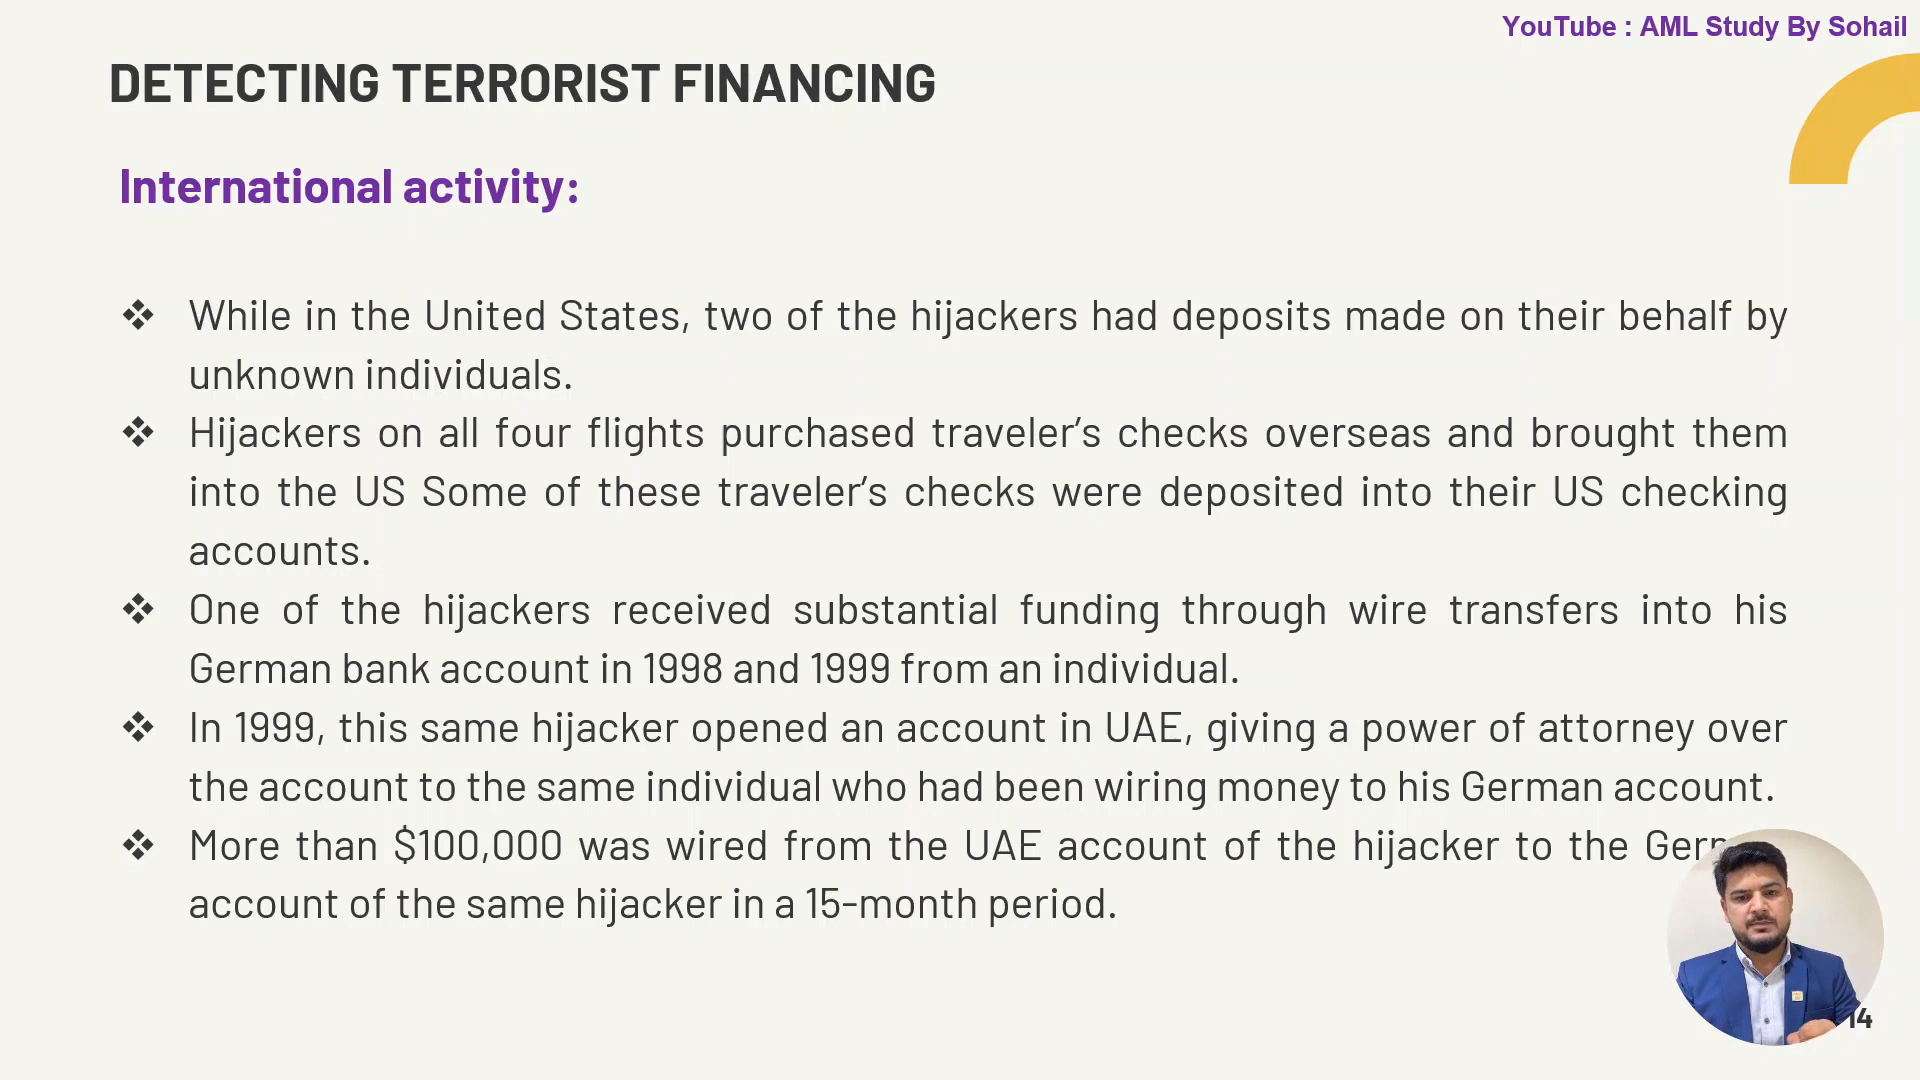 YouTube : AML Study By Sohail
DETECTING TERRORIST FINANCING
International activity:
❖ While in the United States, two of the hijackers had deposits made on their behalf by
unknown individuals.
❖ Hijackers on all four flights purchased traveler’s checks overseas and brought them
into the US Some of these traveler’s checks were deposited into their US checking
accounts.
❖ One of the hijackers received substantial funding through wire transfers into his
German bank account in 1998 and 1999 from an individual.
❖ In 1999, this same hijacker opened an account in UAE, giving a power of attorney over
the account to the same individual who had been wiring money to his German account.
❖ More than $100,000 was wired from the UAE account of the hijacker to the
account of the same hijacker in a 15-month period.
14